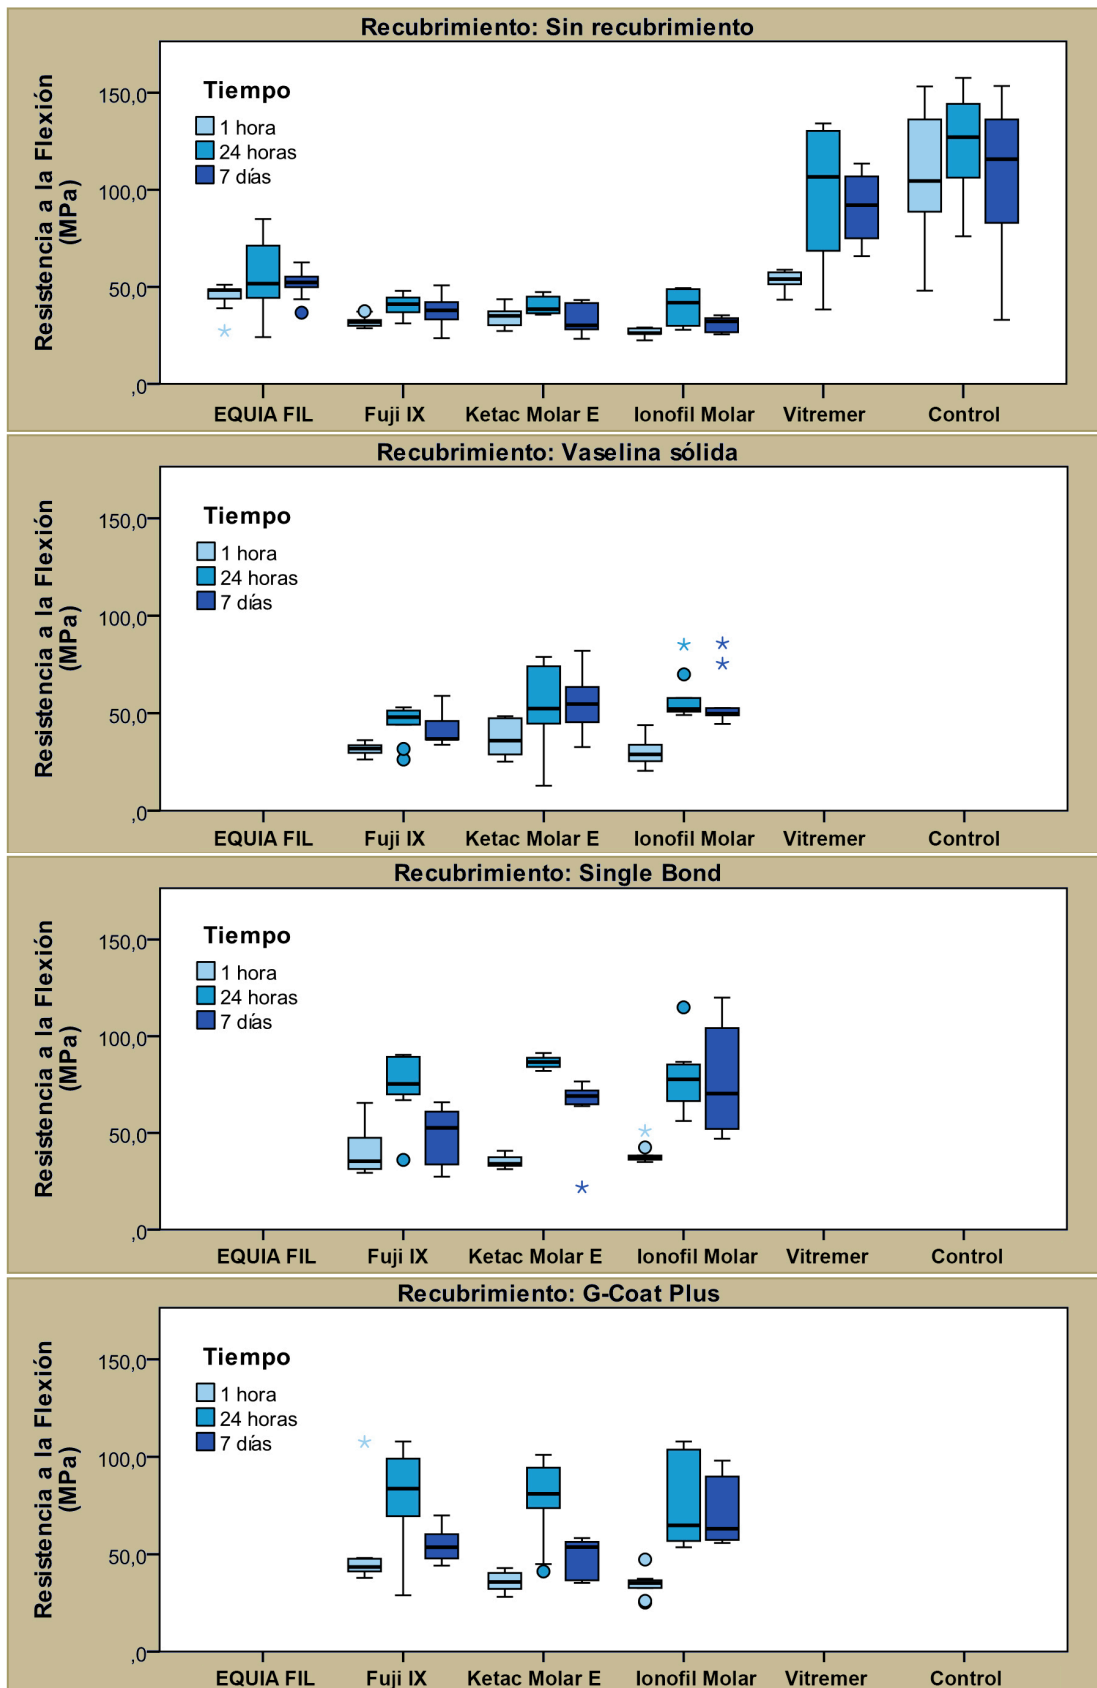 Recubrimiento: Sin recubrimiento
Resistencia a la Flexión
(MPa)
Tiempo
1 hora
24 horas
7 días
150,0
100,0
50,0
,0
EQUIA FIL Fuji IX Ketac Molar E Ionofil Molar Vitremer Control
Recubrimiento: Vaselina sólida
Resistencia a la Flexión
(MPa)
Tiempo
1 hora
24 horas
7 días
150,0
100,0
50,0
,0
EQUIA FIL Fuji IX Ketac Molar E Ionofil Molar Vitremer Control
Recubrimiento: Single Bond
Resistencia a la Flexión
(MPa)
Tiempo
1 hora
24 horas
7 días
150,0
100,0
50,0
,0
EQUIA FIL Fuji IX Ketac Molar E Ionofil Molar Vitremer Control
Recubrimiento: G-Coat Plus
Resistencia a la Flexión
(MPa)
Tiempo
1 hora
24 horas
7 días
150,0
100,0
50,0
,0
EQUIA FIL Fuji IX Ketac Molar E Ionofil Molar Vitremer Control